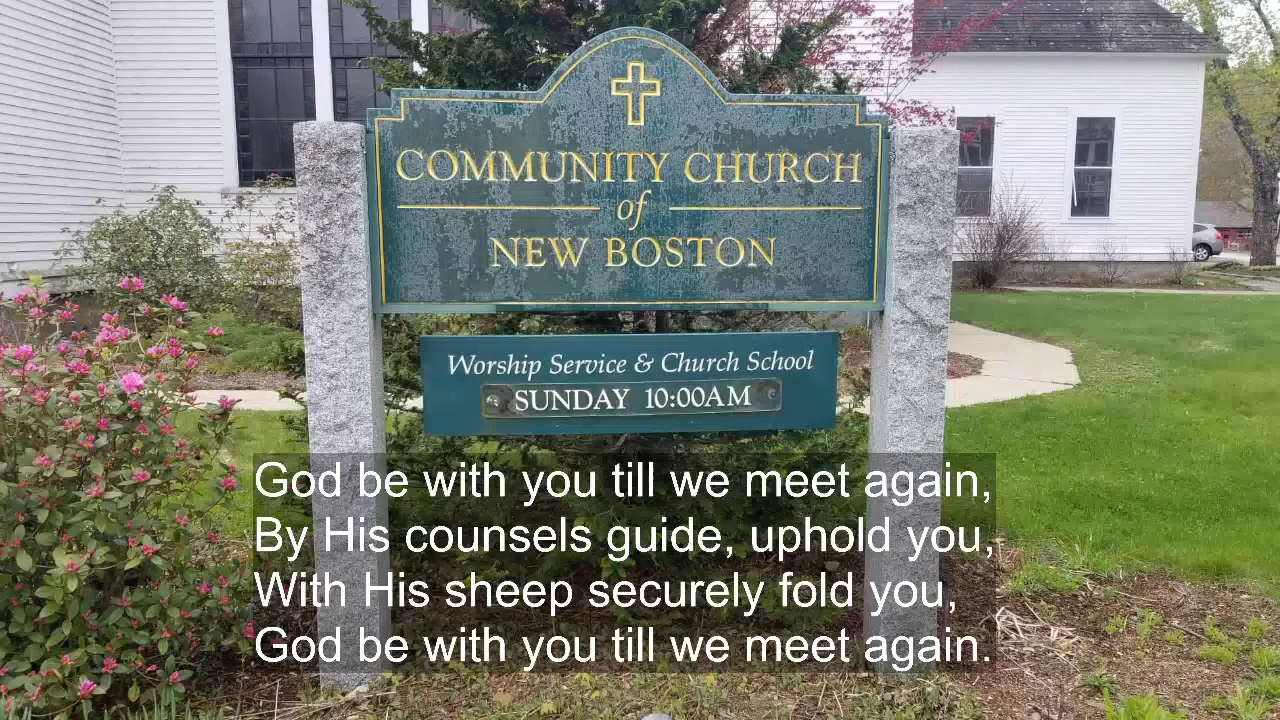 COMMUNITY CHURCH
of
NEW BOSTON
Worship Service & Church School
SUNDAY 10:00AM
God be with you till we meet again,
By His counsels guide, uphold you,
With His sheep securely fold you,
God be with you till we meet again.